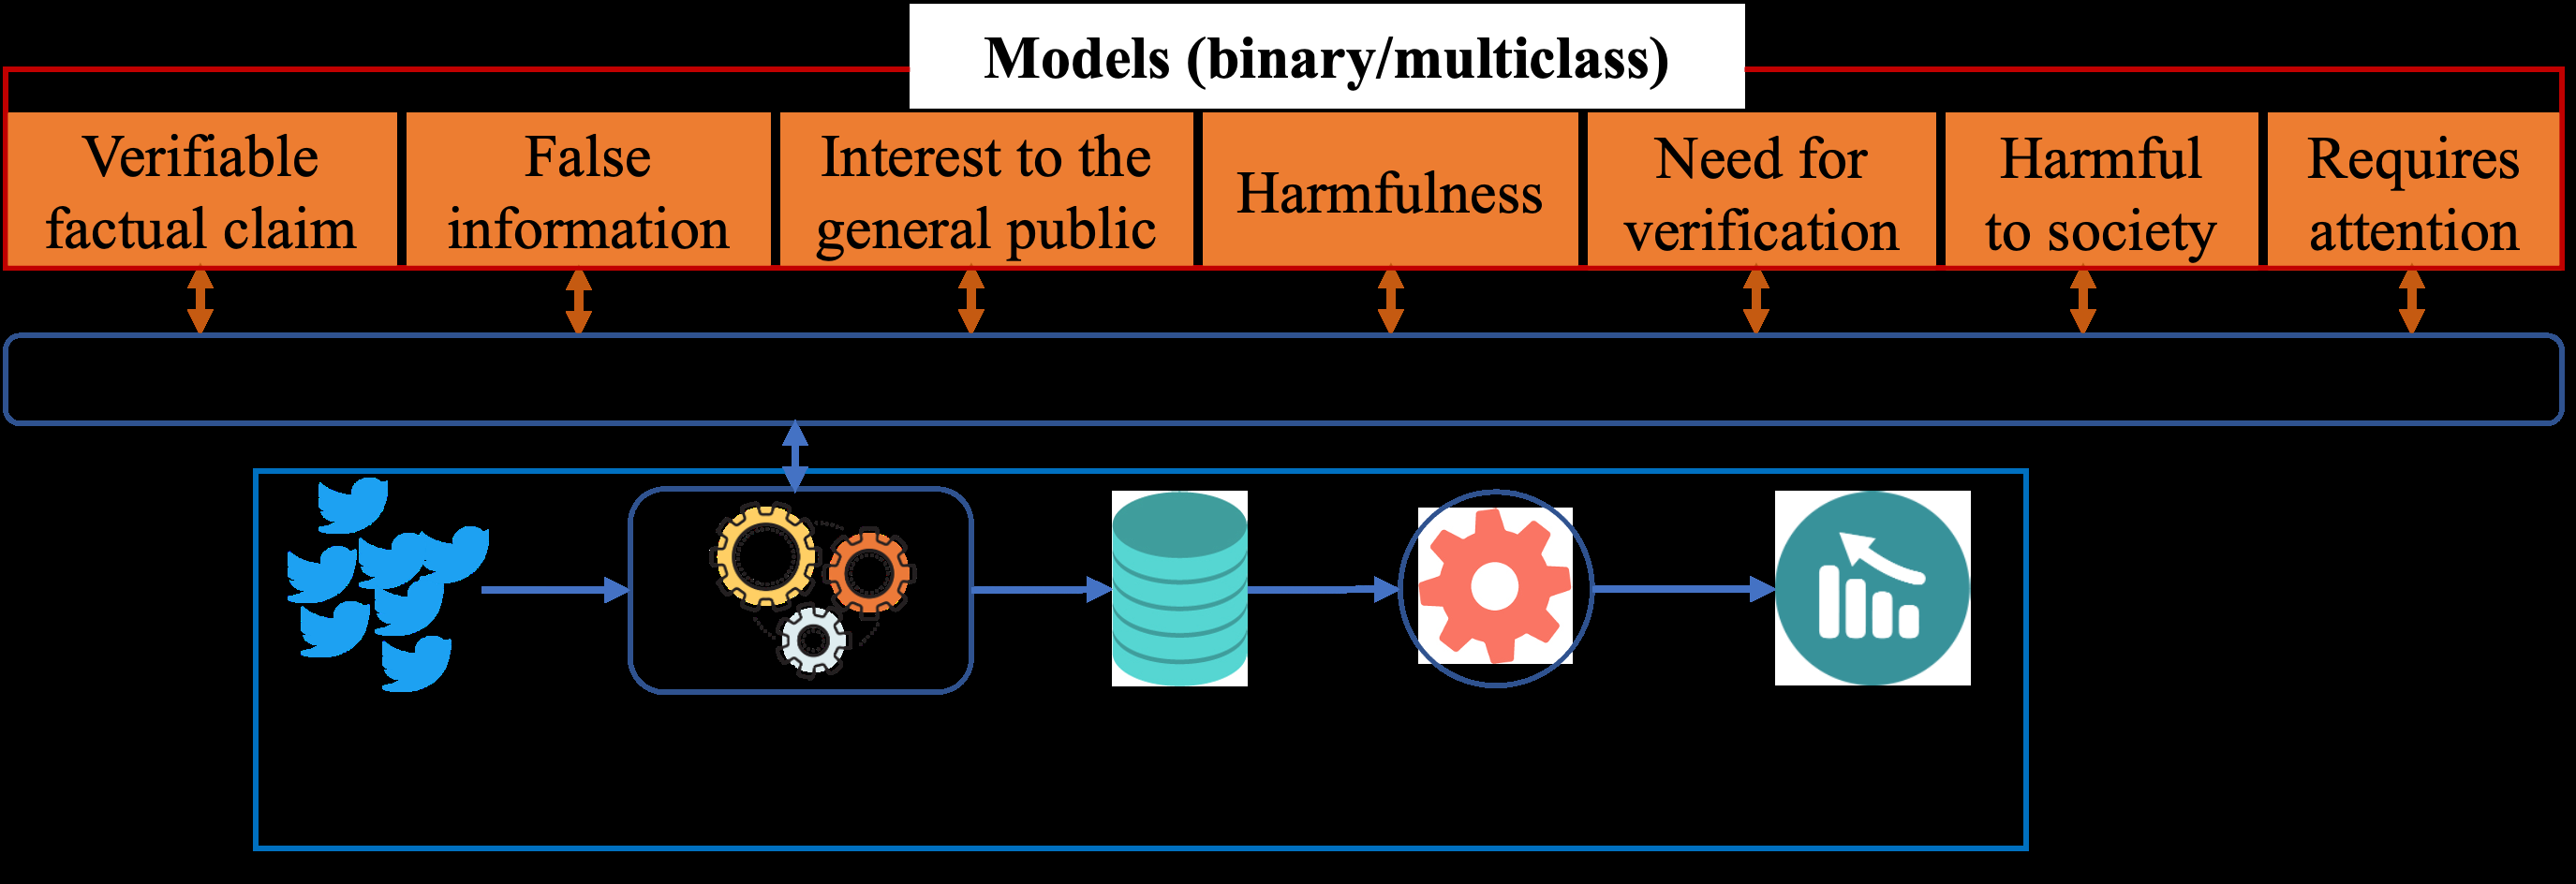 Models (binary/multiclass)
Verifiable
factual claim
False
information
Interest to the
general public
Harmfulness
Need for
verification
Harmful
to society
Requires
attention